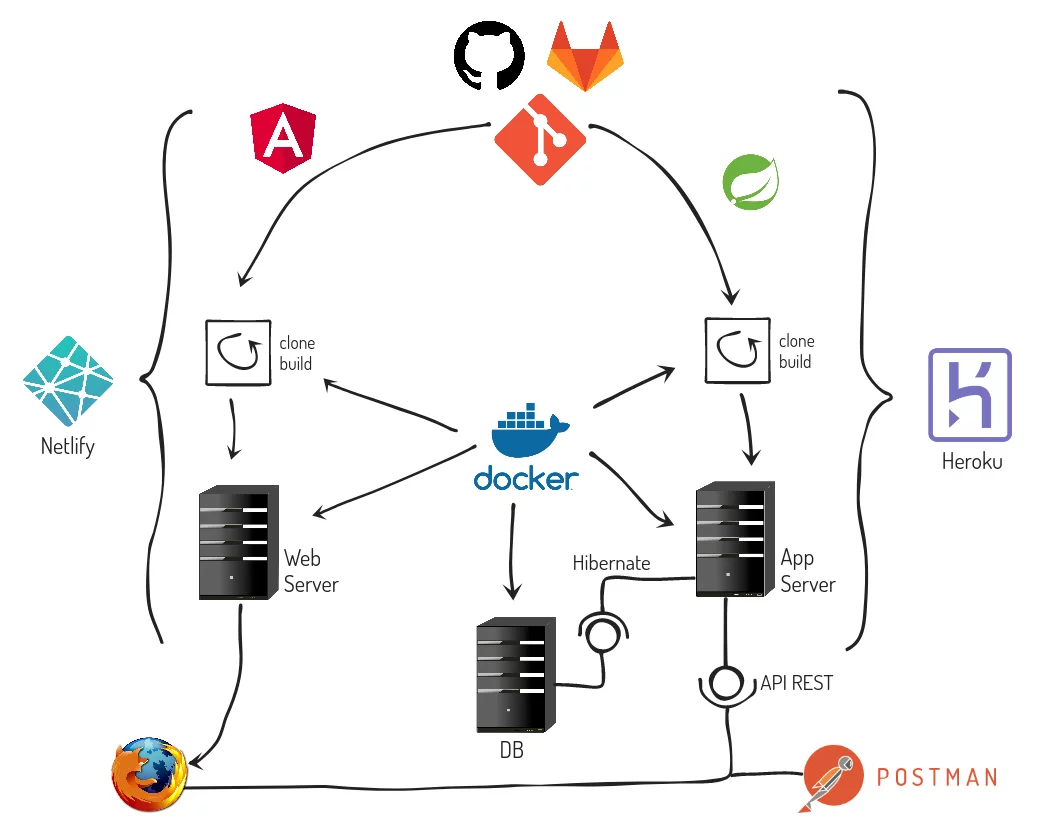 clone
build
clone
build
Netlify
docker
Heroku
Web
Server
Hibernate
App
Server
API REST
DB
POSTMAN